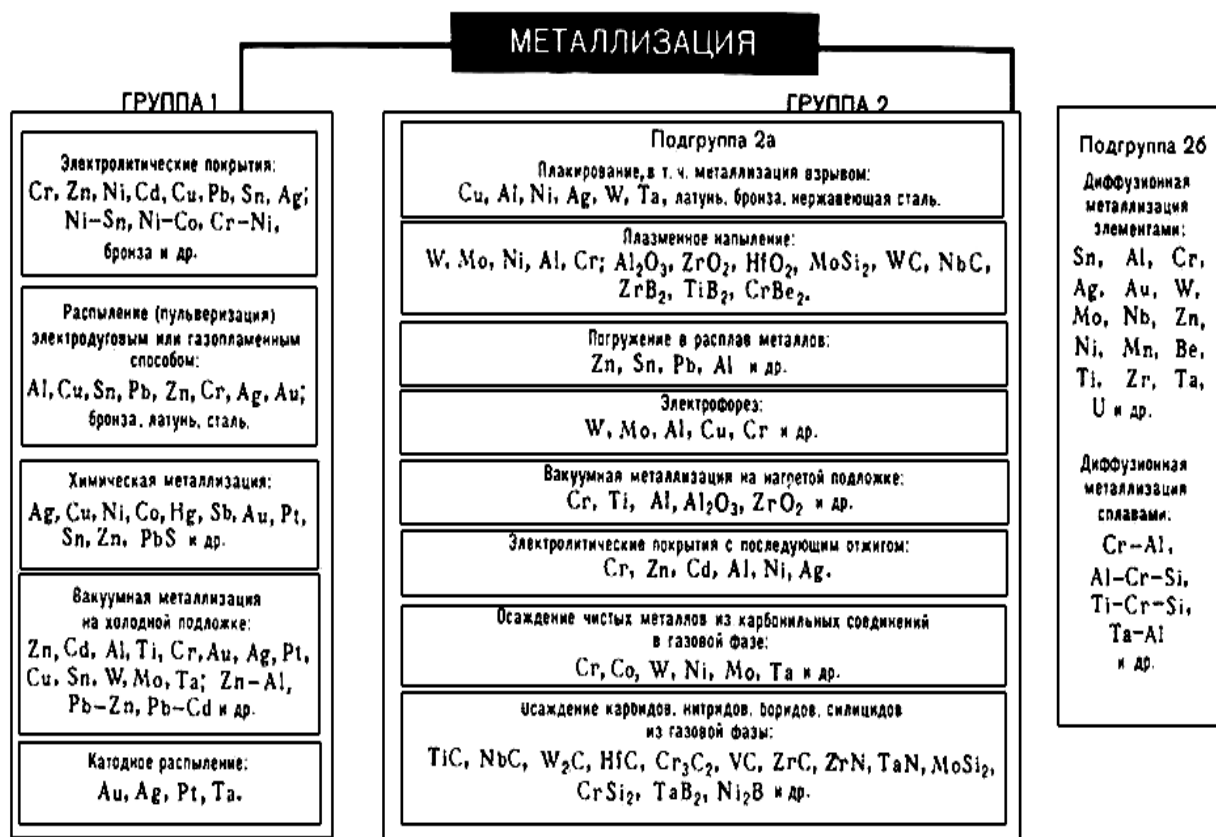 МЕТАЛЛИЗАЦИЯ
ГРУППА 1
Электролитические покрытия:
Cr, Zn, Ni, Cd, Cu, Pb, Sn, Ag;
Ni–Sn, Ni–Co, Cr–Ni,
бронза и др.
Распыление (пульверизация)
электродуговым или газопламенным
способом:
Al, Cu, Sn, Pb, Zn, Cr, Ag, Au;
бронза, латунь, сталь.
Химическая металлизация:
Ag, Cu, Ni, Co, Hg, Sb, Au, Pt,
Sn, Zn, PbS и др.
Вакуумная металлизация
на холодной подложке:
Zn, Cd, Al, Ti, Cr, Au, Ag, Pt,
Cu, Sn, W, Mo, Ta; Zn–Al,
Pb–Zn, Pb–Cd и др.
Катодное распыление:
Au, Ag, Pt, Ta.
ГРУППА 2
Подгруппа 2а
Плакирование, в т. ч. металлизация взрывом:
Cu, Al, Ni, Ag, W, Ta, латунь, бронза, нержавеющая сталь.
Плазменное напыление:
W, Mo, Ni, Al, Cr; Al₂O₃, ZrO₂, HfO₂, MoSi₂, WC, NbC,
ZrB₂, TiB₂, CrBe₂.
Погружение в расплав металлов:
Zn, Sn, Pb, Al и др.
Электрофорез:
W, Mo, Al, Cu, Cr и др.
Вакуумная металлизация на нагретой подложке:
Cr, Ti, Al, Al₂O₃, ZrO₂ и др.
Электролитические покрытия с последующим отжигом:
Cr, Zn, Cd, Al, Ni, Ag.
Осаждение чистых металлов из карбонильных соединений
в газовой фазе:
Cr, Co, W, Ni, Mo, Ta и др.
Осаждение карбидов, нитридов, боридов, силицидов
из газовой фазы:
TiC, NbC, W₂C, HfC, Cr₃C₂, VC, ZrC, ZrN, TaN, MoSi₂,
CrSi₂, TaB₂, Ni₂B и др.
Подгруппа 2б
Диффузионная
металлизация
элементами:
Sn, Al, Cr,
Ag, Au, W,
Mo, Nb, Zn,
Ni, Mn, Be,
Ti, Zr, Ta,
U и др.
Диффузионная
металлизация
сплавами:
Cr–Al,
Al–Cr–Si,
Ti–Cr–Si,
Ta–Al
и др.